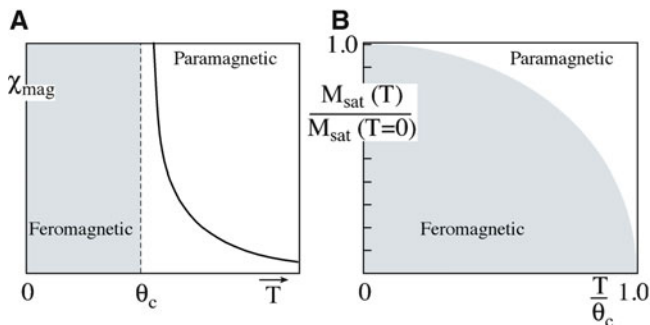 A
χmag
Paramagnetic
Feromagnetic
0
θc
T
B
1.0
Paramagnetic
Msat (T)
Msat (T=0)
Feromagnetic
0
T
θc
1.0